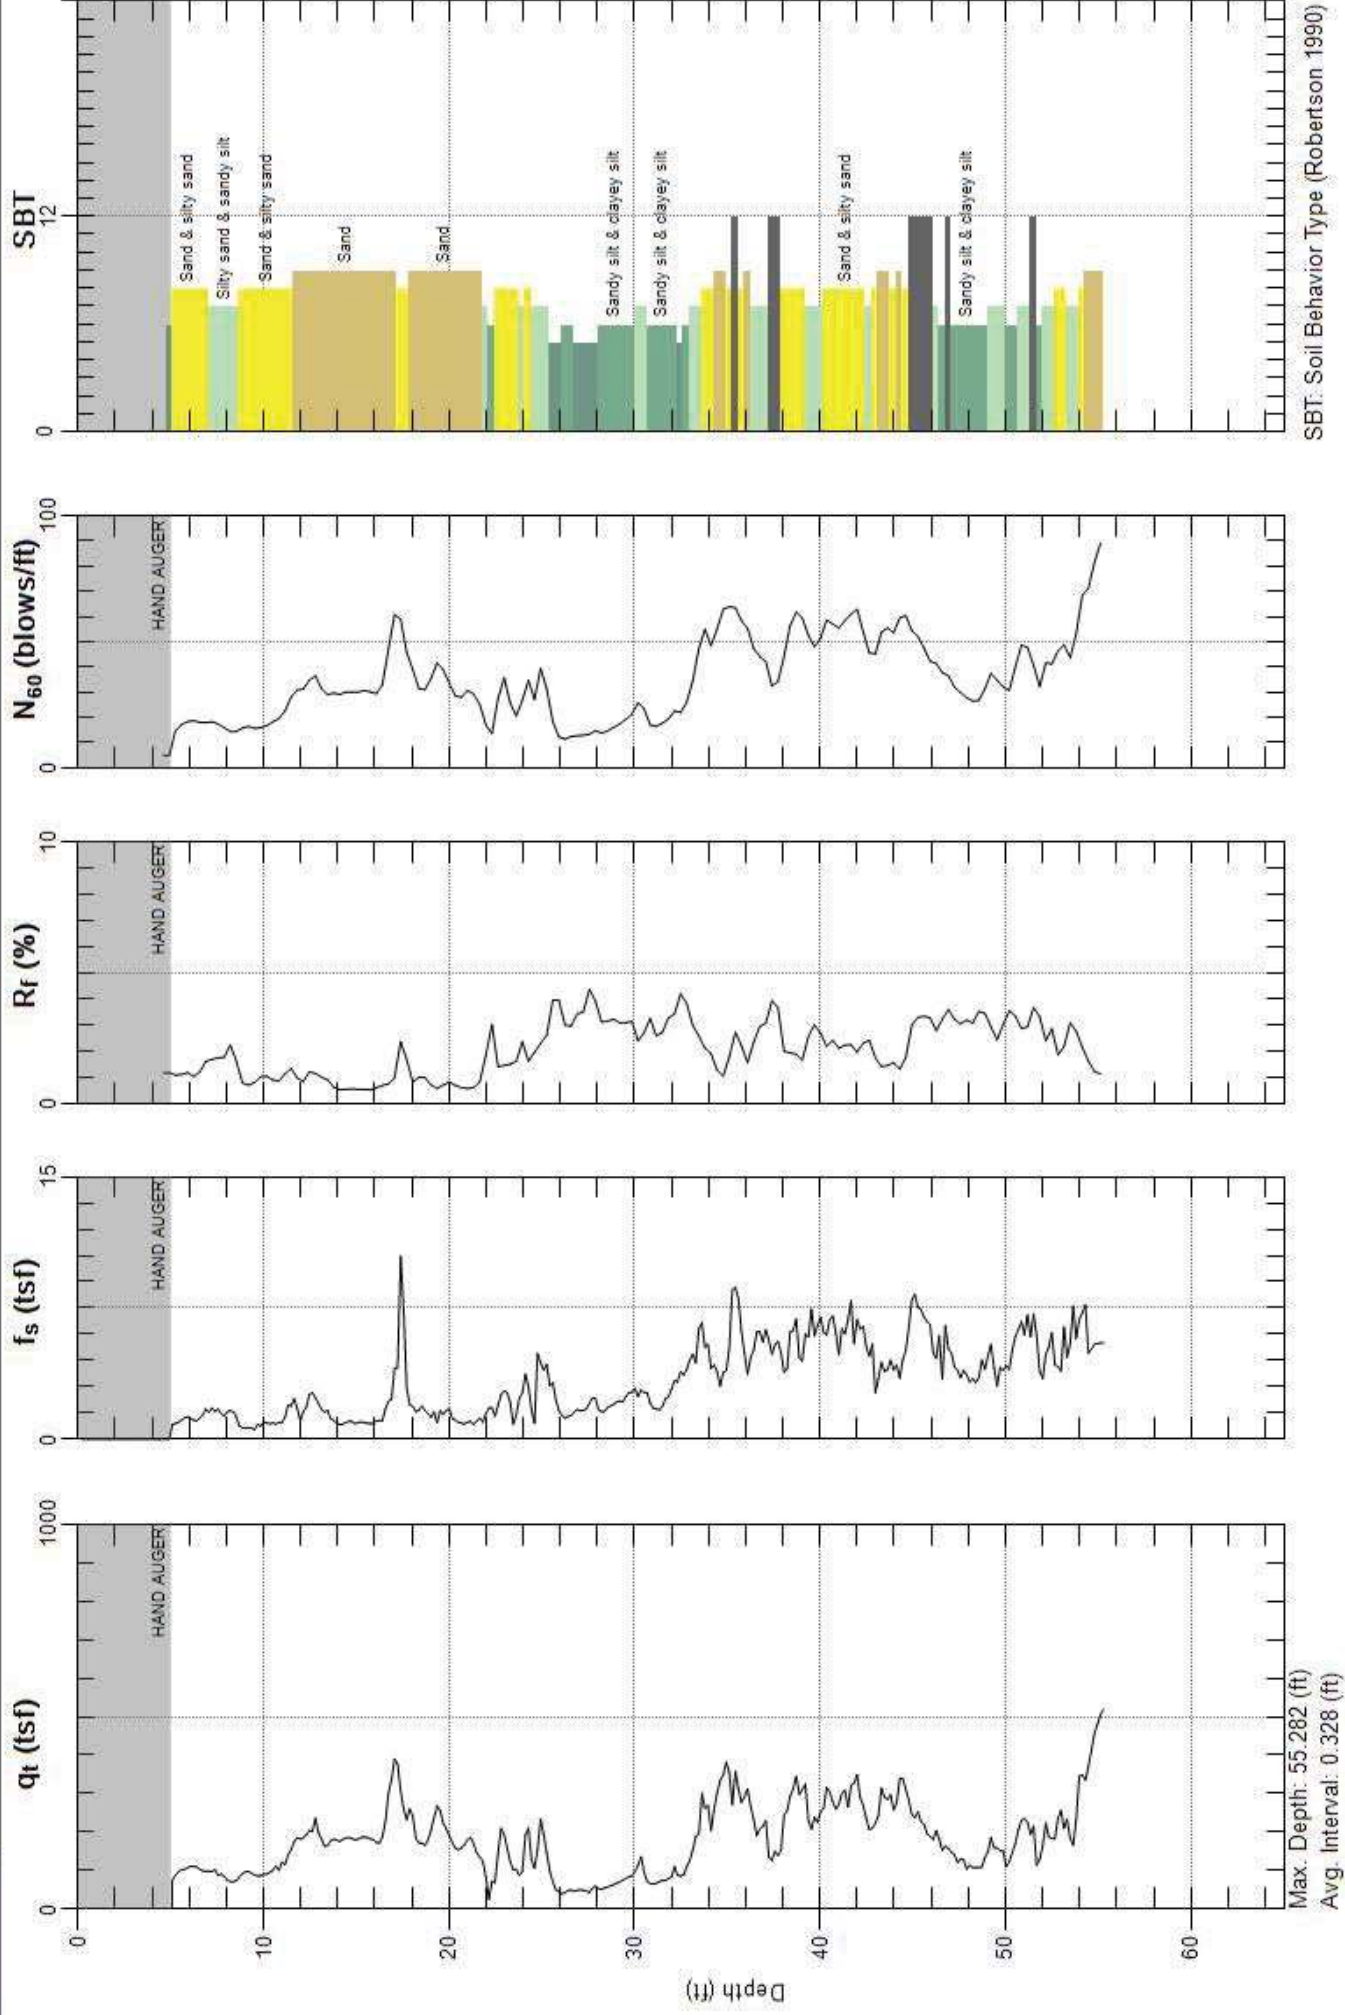 qt (tsf)
fs (tsf)
Rf (%)
N60 (blows/ft)
SBT
0
1000
0
15
0
10
0
100
0
12
0
10
20
30
40
50
60
Depth (ft)
HAND AUGER
HAND AUGER
HAND AUGER
HAND AUGER
Sand & silty sand
Silty sand & sandy silt
Sand & silty sand
Sand
Sand
Sandy silt & clayey silt
Sandy silt & clayey silt
Sand & silty sand
Sandy silt & clayey silt
Max. Depth: 55.282 (ft)
Avg. Interval: 0.328 (ft)
SBT: Soil Behavior Type (Robertson 1990)